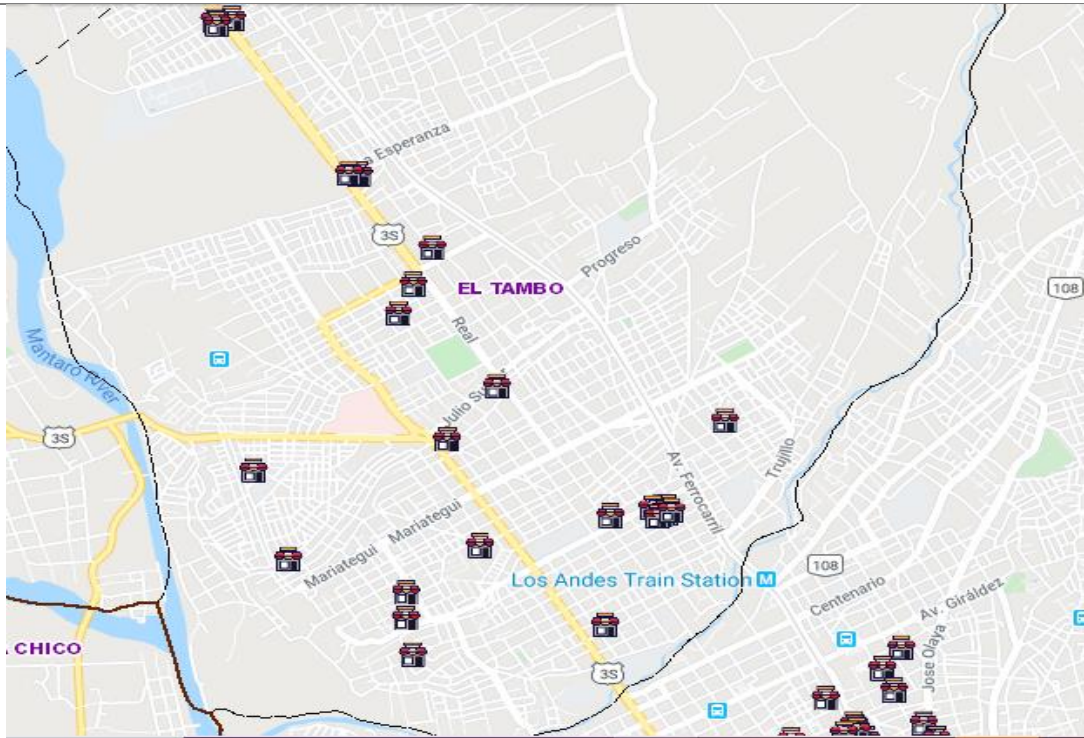 Esperanza
3S
Progreso
EL TAMBO
108
Real
Mantaro River
Julio
3S
Trujillo
Av. Ferrocarril
Mariategui
Mariategui
Los Andes Train Station M
108
Centenario
Av. Giráldez
CHICO
Jose Olaya
3S